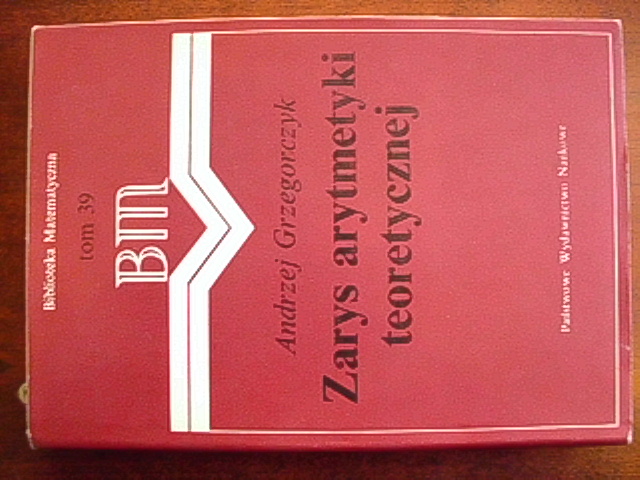 Biblioteka Matematyczna
tom 39
BM
Andrzej Grzegorczyk
Zarys arytmetyki
teoretycznej
Państwowe Wydawnictwo Naukowe